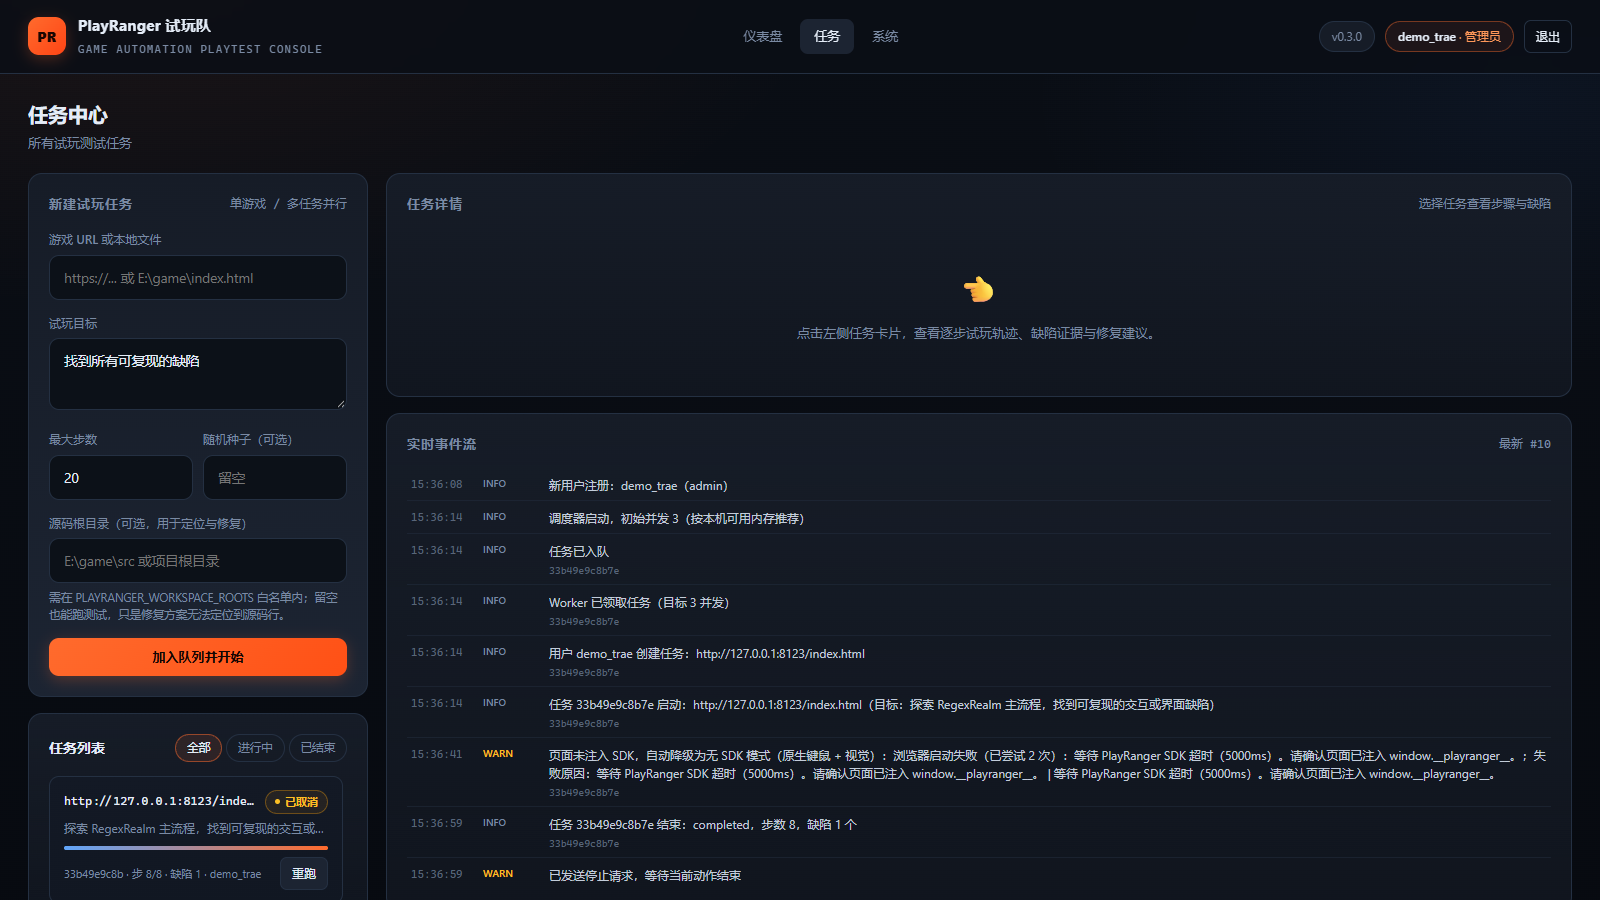 PR
PlayRanger 试玩队
GAME AUTOMATION PLAYTEST CONSOLE
仪表盘
任务
系统
v0.3.0
demo_trae · 管理员
退出
任务中心
所有试玩测试任务
新建试玩任务
单游戏 / 多任务并行
游戏 URL 或本地文件
https://... 或 E:\game\index.html
试玩目标
找到所有可复现的缺陷
最大步数
随机种子（可选）
20
留空
源码根目录（可选，用于定位与修复）
E:\game\src 或项目根目录
需在 PLAYRANGER_WORKSPACE_ROOTS 白名单内；留空
也能跑测试，只是修复方案无法定位到源码行。
加入队列并开始
任务列表
全部
进行中
已结束
http://127.0.0.1:8123/inde…
已取消
探索 RegexRealm 主流程，找到可复现的交互或…
33b49e9c8b · 步 8/8 · 缺陷 1 · demo_trae
重跑
任务详情
选择任务查看步骤与缺陷
点击左侧任务卡片，查看逐步试玩轨迹、缺陷证据与修复建议。
实时事件流
最新 #10
15:36:08 INFO 新用户注册：demo_trae（admin）
15:36:14 INFO 调度器启动，初始并发 3（按本机可用内存推荐）
15:36:14 INFO 任务已入队
33b49e9c8b7e
15:36:14 INFO Worker 已领取任务（目标 3 并发）
33b49e9c8b7e
15:36:14 INFO 用户 demo_trae 创建任务：http://127.0.0.1:8123/index.html
33b49e9c8b7e
15:36:14 INFO 任务 33b49e9c8b7e 启动：http://127.0.0.1:8123/index.html（目标：探索 RegexRealm 主流程，找到可复现的交互或界面缺陷）
33b49e9c8b7e
15:36:41 WARN 页面未注入 SDK，自动降级为无 SDK 模式（原生键鼠 + 视觉）：浏览器启动失败（已尝试 2 次）：等待 PlayRanger SDK 超时（5000ms）。请确认页面已注入 window.__playranger__。；失
败原因：等待 PlayRanger SDK 超时（5000ms）。请确认页面已注入 window.__playranger__。 | 等待 PlayRanger SDK 超时（5000ms）。请确认页面已注入 window.__playranger__。
33b49e9c8b7e
15:36:59 INFO 任务 33b49e9c8b7e 结束：completed，步数 8，缺陷 1 个
33b49e9c8b7e
15:36:59 WARN 已发送停止请求，等待当前动作结束